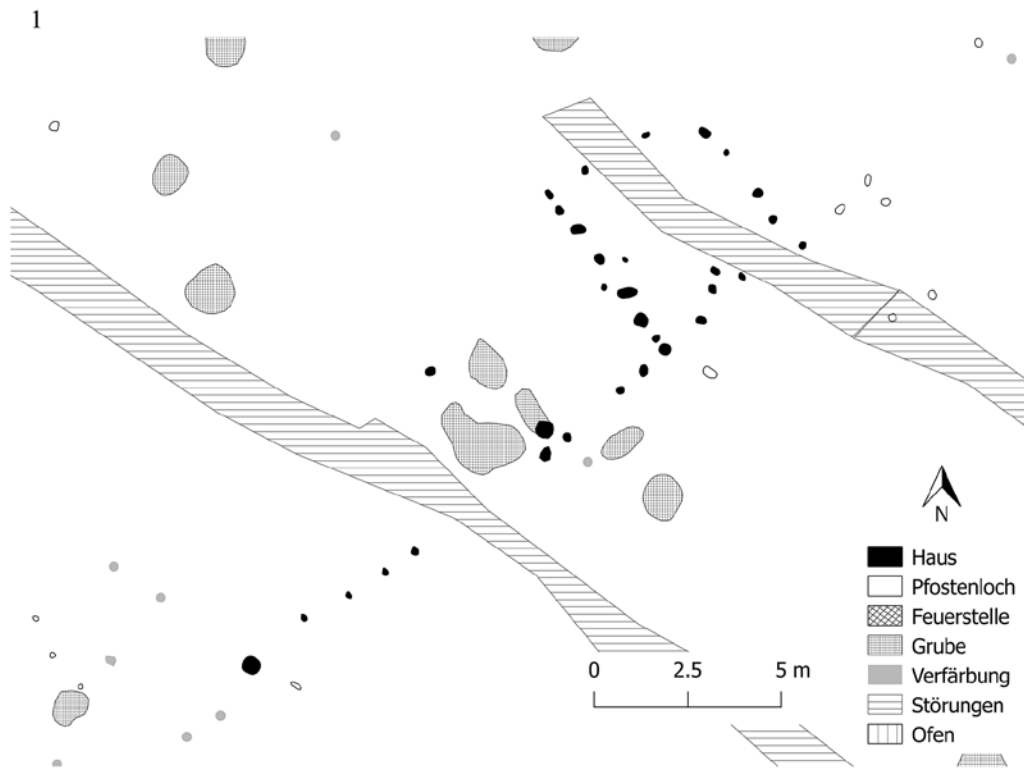 1
N
Haus
Pfostenloch
Feuerstelle
Grube
Verfärbung
Störungen
Ofen
0 2.5 5 m